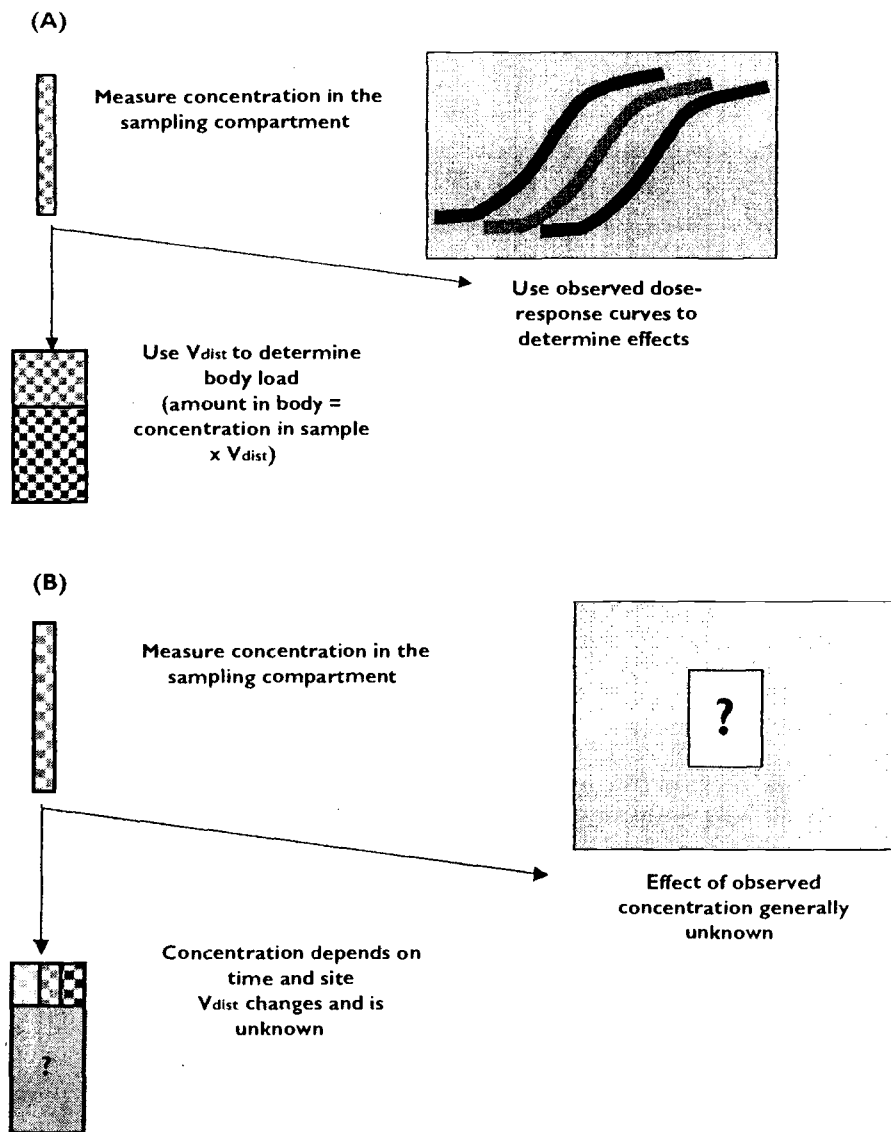 (A)
Measure concentration in the
sampling compartment
Use observed dose-
response curves to
determine effects
Use Vdist to determine
body load
(amount in body =
concentration in sample
x Vdist)
(B)
Measure concentration in the
sampling compartment
?
Effect of observed
concentration generally
unknown
Concentration depends on
time and site
Vdist changes and is
unknown
?